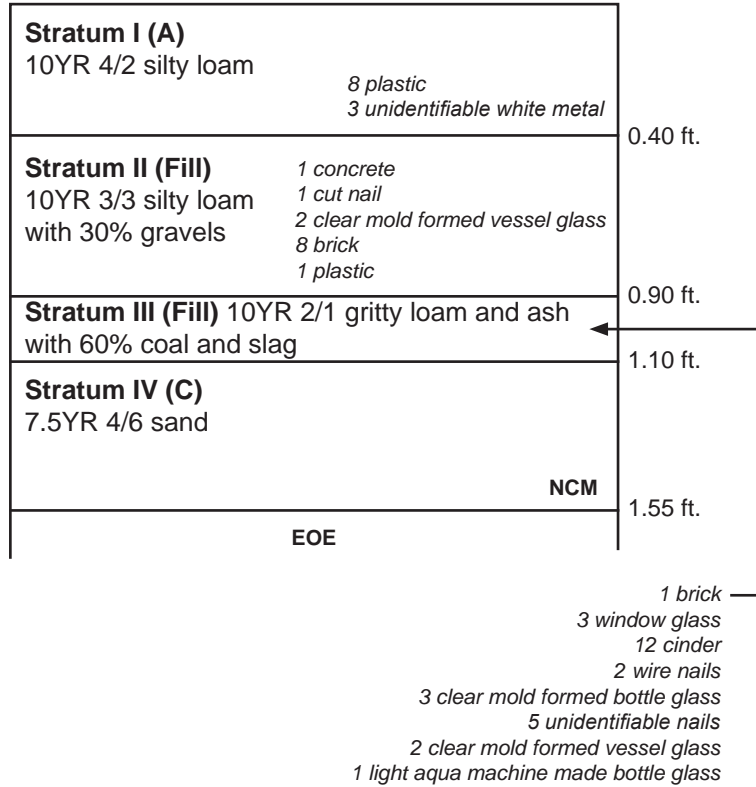 Stratum I (A)
10YR 4/2 silty loam
8 plastic
3 unidentifiable white metal
0.40 ft.
Stratum II (Fill)
10YR 3/3 silty loam
with 30% gravels
1 concrete
1 cut nail
2 clear mold formed vessel glass
8 brick
1 plastic
0.90 ft.
Stratum III (Fill) 10YR 2/1 gritty loam and ash
with 60% coal and slag
1.10 ft.
Stratum IV (C)
7.5YR 4/6 sand
NCM
1.55 ft.
EOE
1 brick
3 window glass
12 cinder
2 wire nails
3 clear mold formed bottle glass
5 unidentifiable nails
2 clear mold formed vessel glass
1 light aqua machine made bottle glass